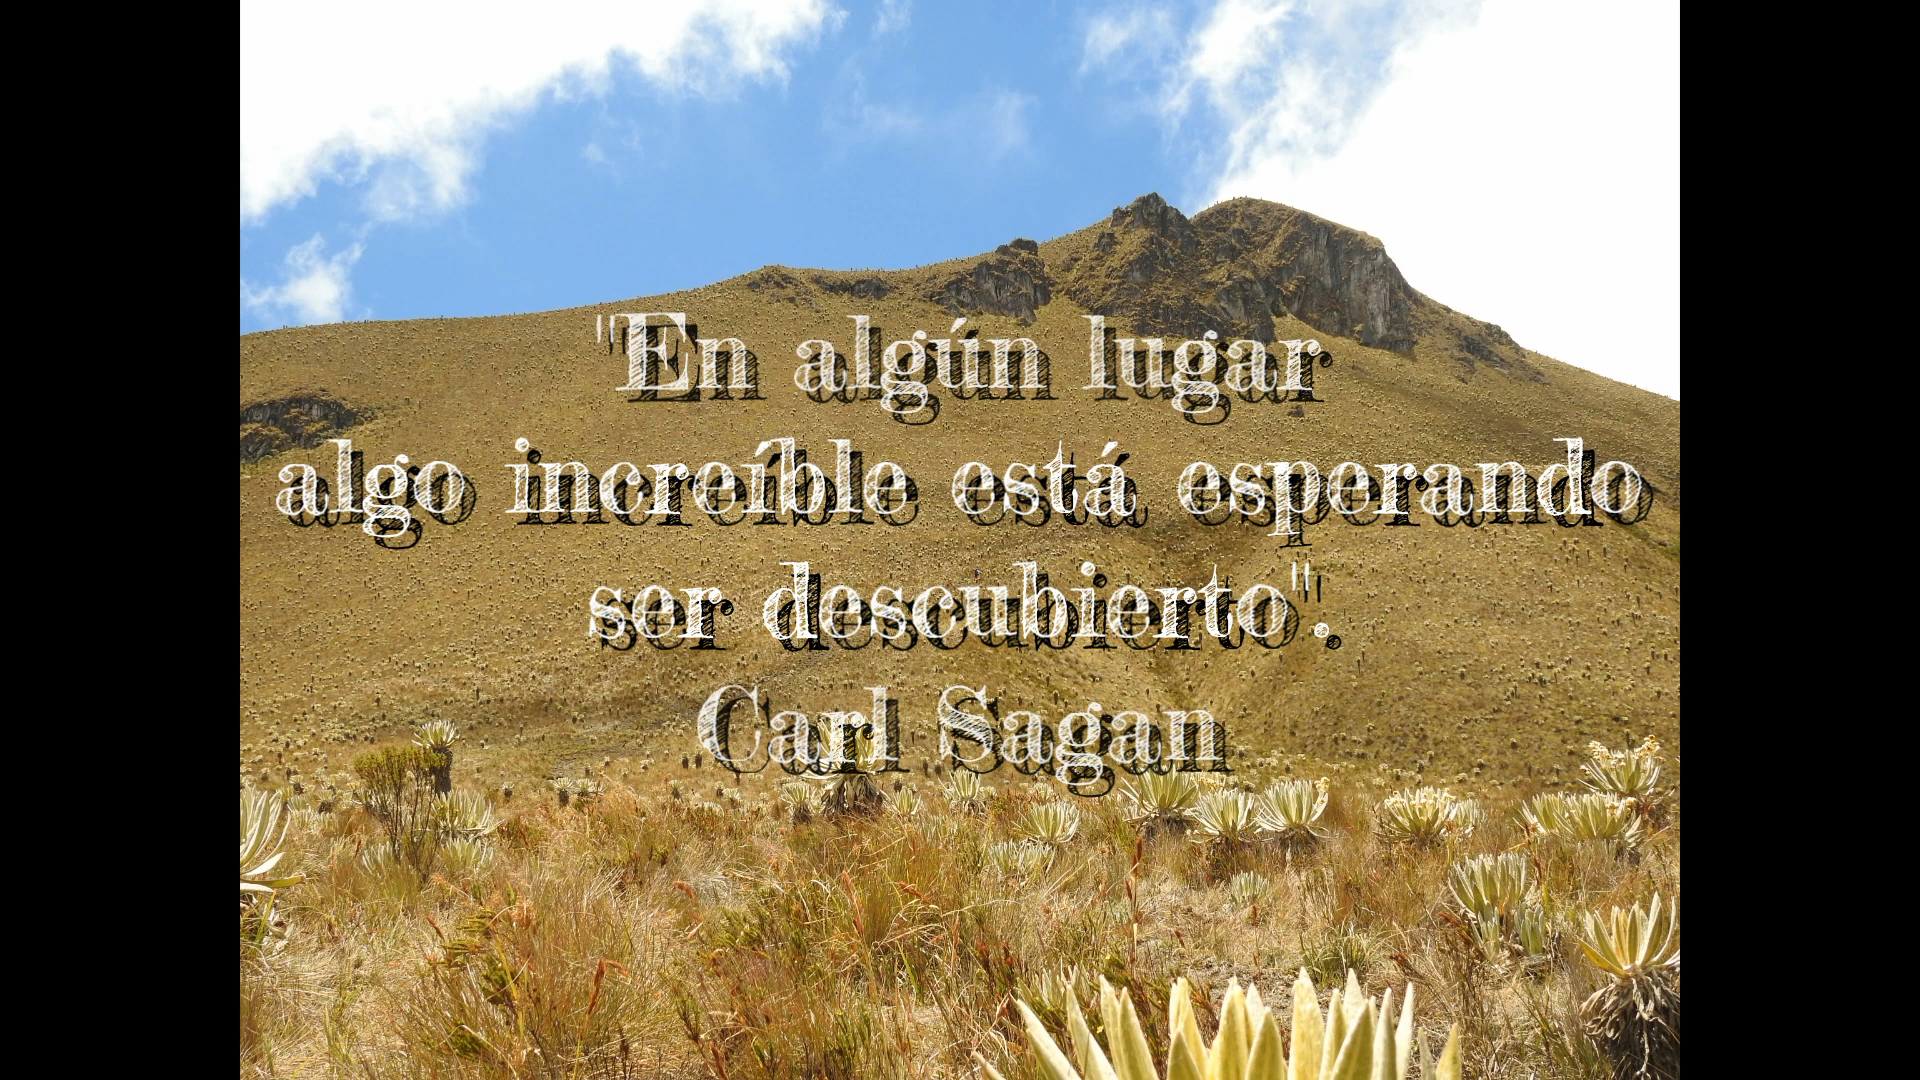 "En algún lugar
algo increíble está esperando
ser descubierto".
Carl Sagan